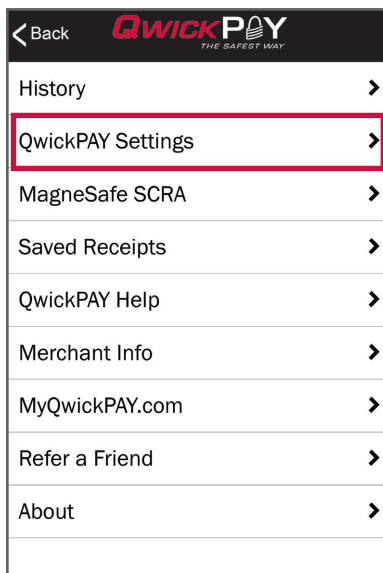 Back
QWICKPAY
THE SAFEST WAY
History
QwickPAY Settings
MagneSafe SCRA
Saved Receipts
QwickPAY Help
Merchant Info
MyQwickPAY.com
Refer a Friend
About